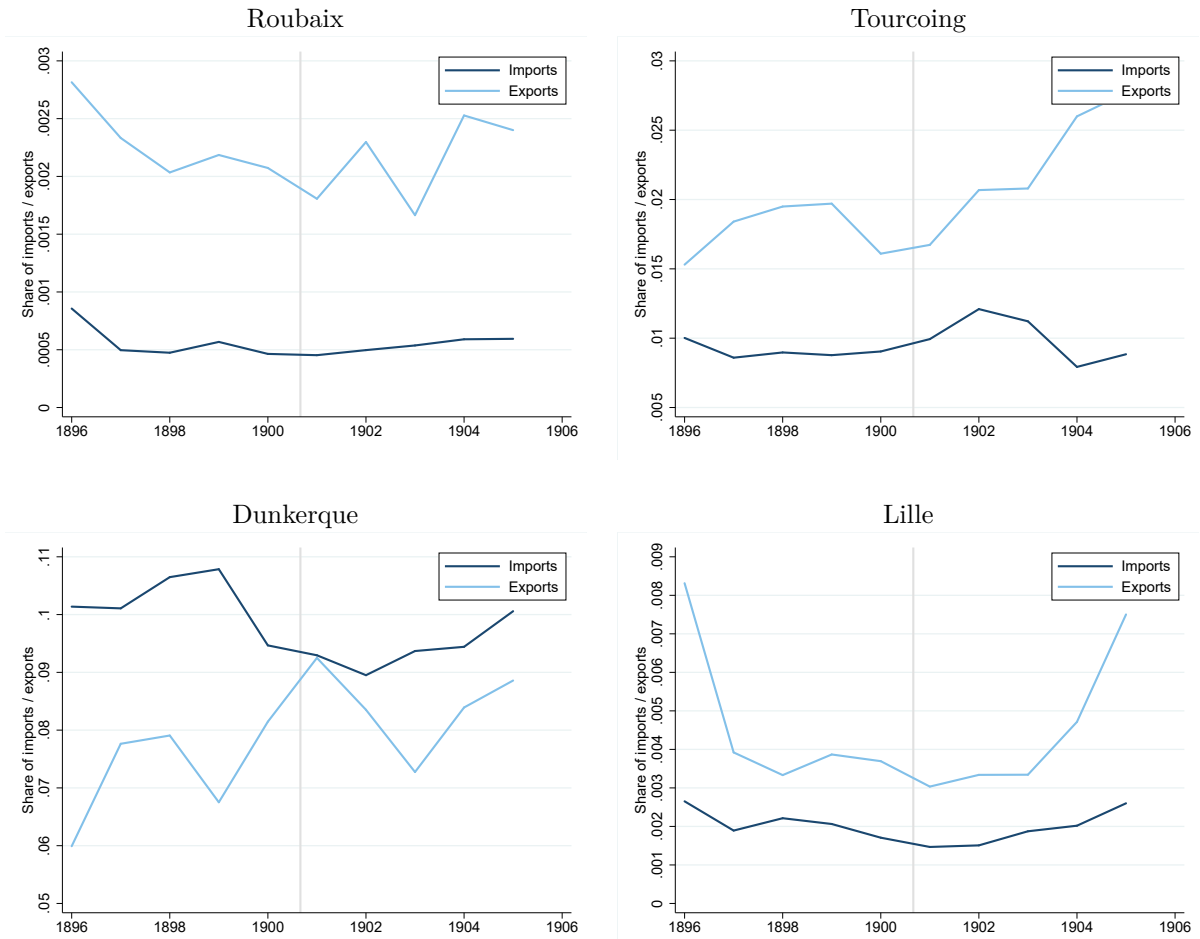 Roubaix
Share of imports / exports
.003
.0025
.002
.0015
.001
.0005
0
1896 1898 1900 1902 1904 1906
Imports
Exports
Tourcoing
Share of imports / exports
.03
.025
.02
.015
.01
.005
1896 1898 1900 1902 1904 1906
Imports
Exports
Dunkerque
Share of imports / exports
.11
.1
.09
.08
.07
.06
.05
1896 1898 1900 1902 1904 1906
Imports
Exports
Lille
Share of imports / exports
.009
.008
.007
.006
.005
.004
.003
.002
.001
0
1896 1898 1900 1902 1904 1906
Imports
Exports